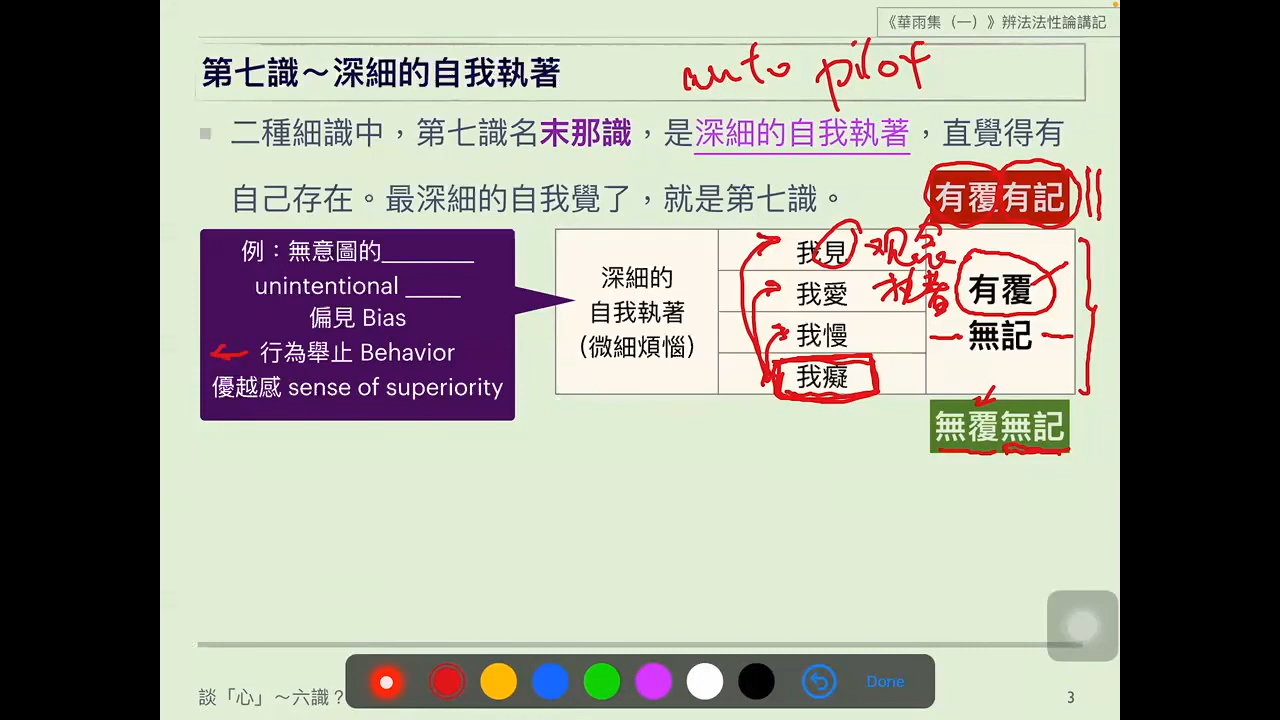 《華雨集（一）》辨法法性論講記
第七識～深細的自我執著
auto pilot
二種細識中，第七識名末那識，是深細的自我執著，直覺得有
自己存在。最深細的自我覺了，就是第七識。
有覆有記
例：無意圖的________
unintentional _____
偏見 Bias
行為舉止 Behavior
優越感 sense of superiority
深細的
自我執著
（微細煩惱）
我見
观念
我愛
执着
我慢
我癡
有覆
無記
無覆無記
談「心」～六識？
3
Done